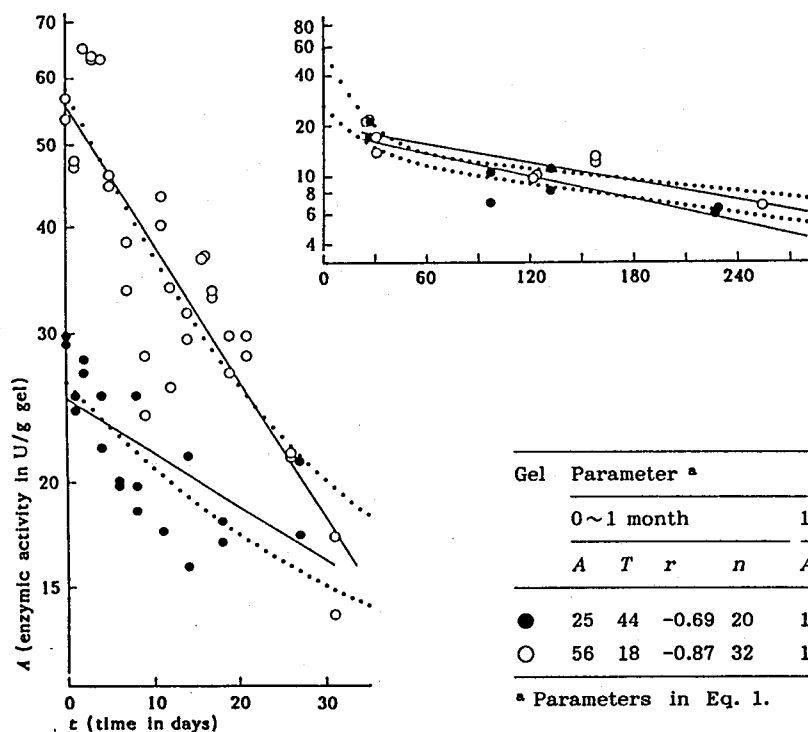 70
60
50
40
30
20
15
A (enzymic activity in U/g gel)
0 10 20 30
t (time in days)
80
60
40
20
10
8
6
4
0 60 120 180 240
Gel Parameter a
0~1 month 1
A T r n A
● 25 44 -0.69 20 1
○ 56 18 -0.87 32 1
a Parameters in Eq. 1.